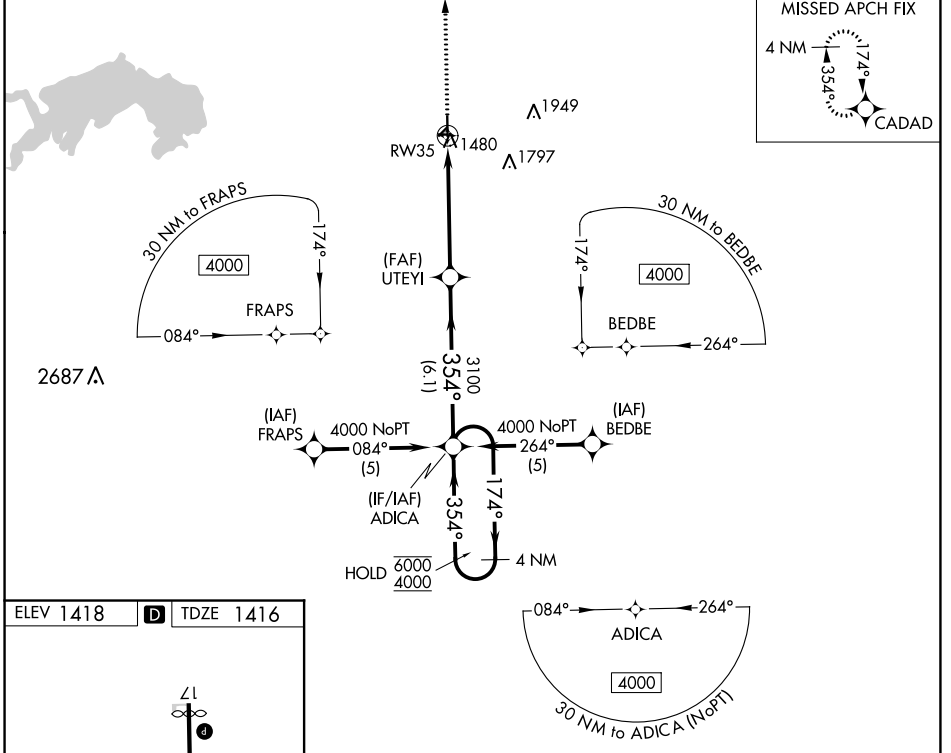 MISSED APCH FIX
4 NM
174°
354°
CADAD
1949
RW35
1480
1797
30 NM to FRAPS
174°
4000
FRAPS
084°
(FAF)
UTEYI
30 NM to BEDBE
174°
4000
BEDBE
264°
2687
3100
354°
(6.1)
(IAF)
FRAPS
4000 NoPT
084°
(5)
4000 NoPT
264°
(5)
(IAF)
BEDBE
(IF/IAF)
ADICA
354°
174°
HOLD 6000
4000
4 NM
084°
264°
ADICA
4000
30 NM to ADICA (NoPT)
ELEV 1418 D TDZE 1416
17
P